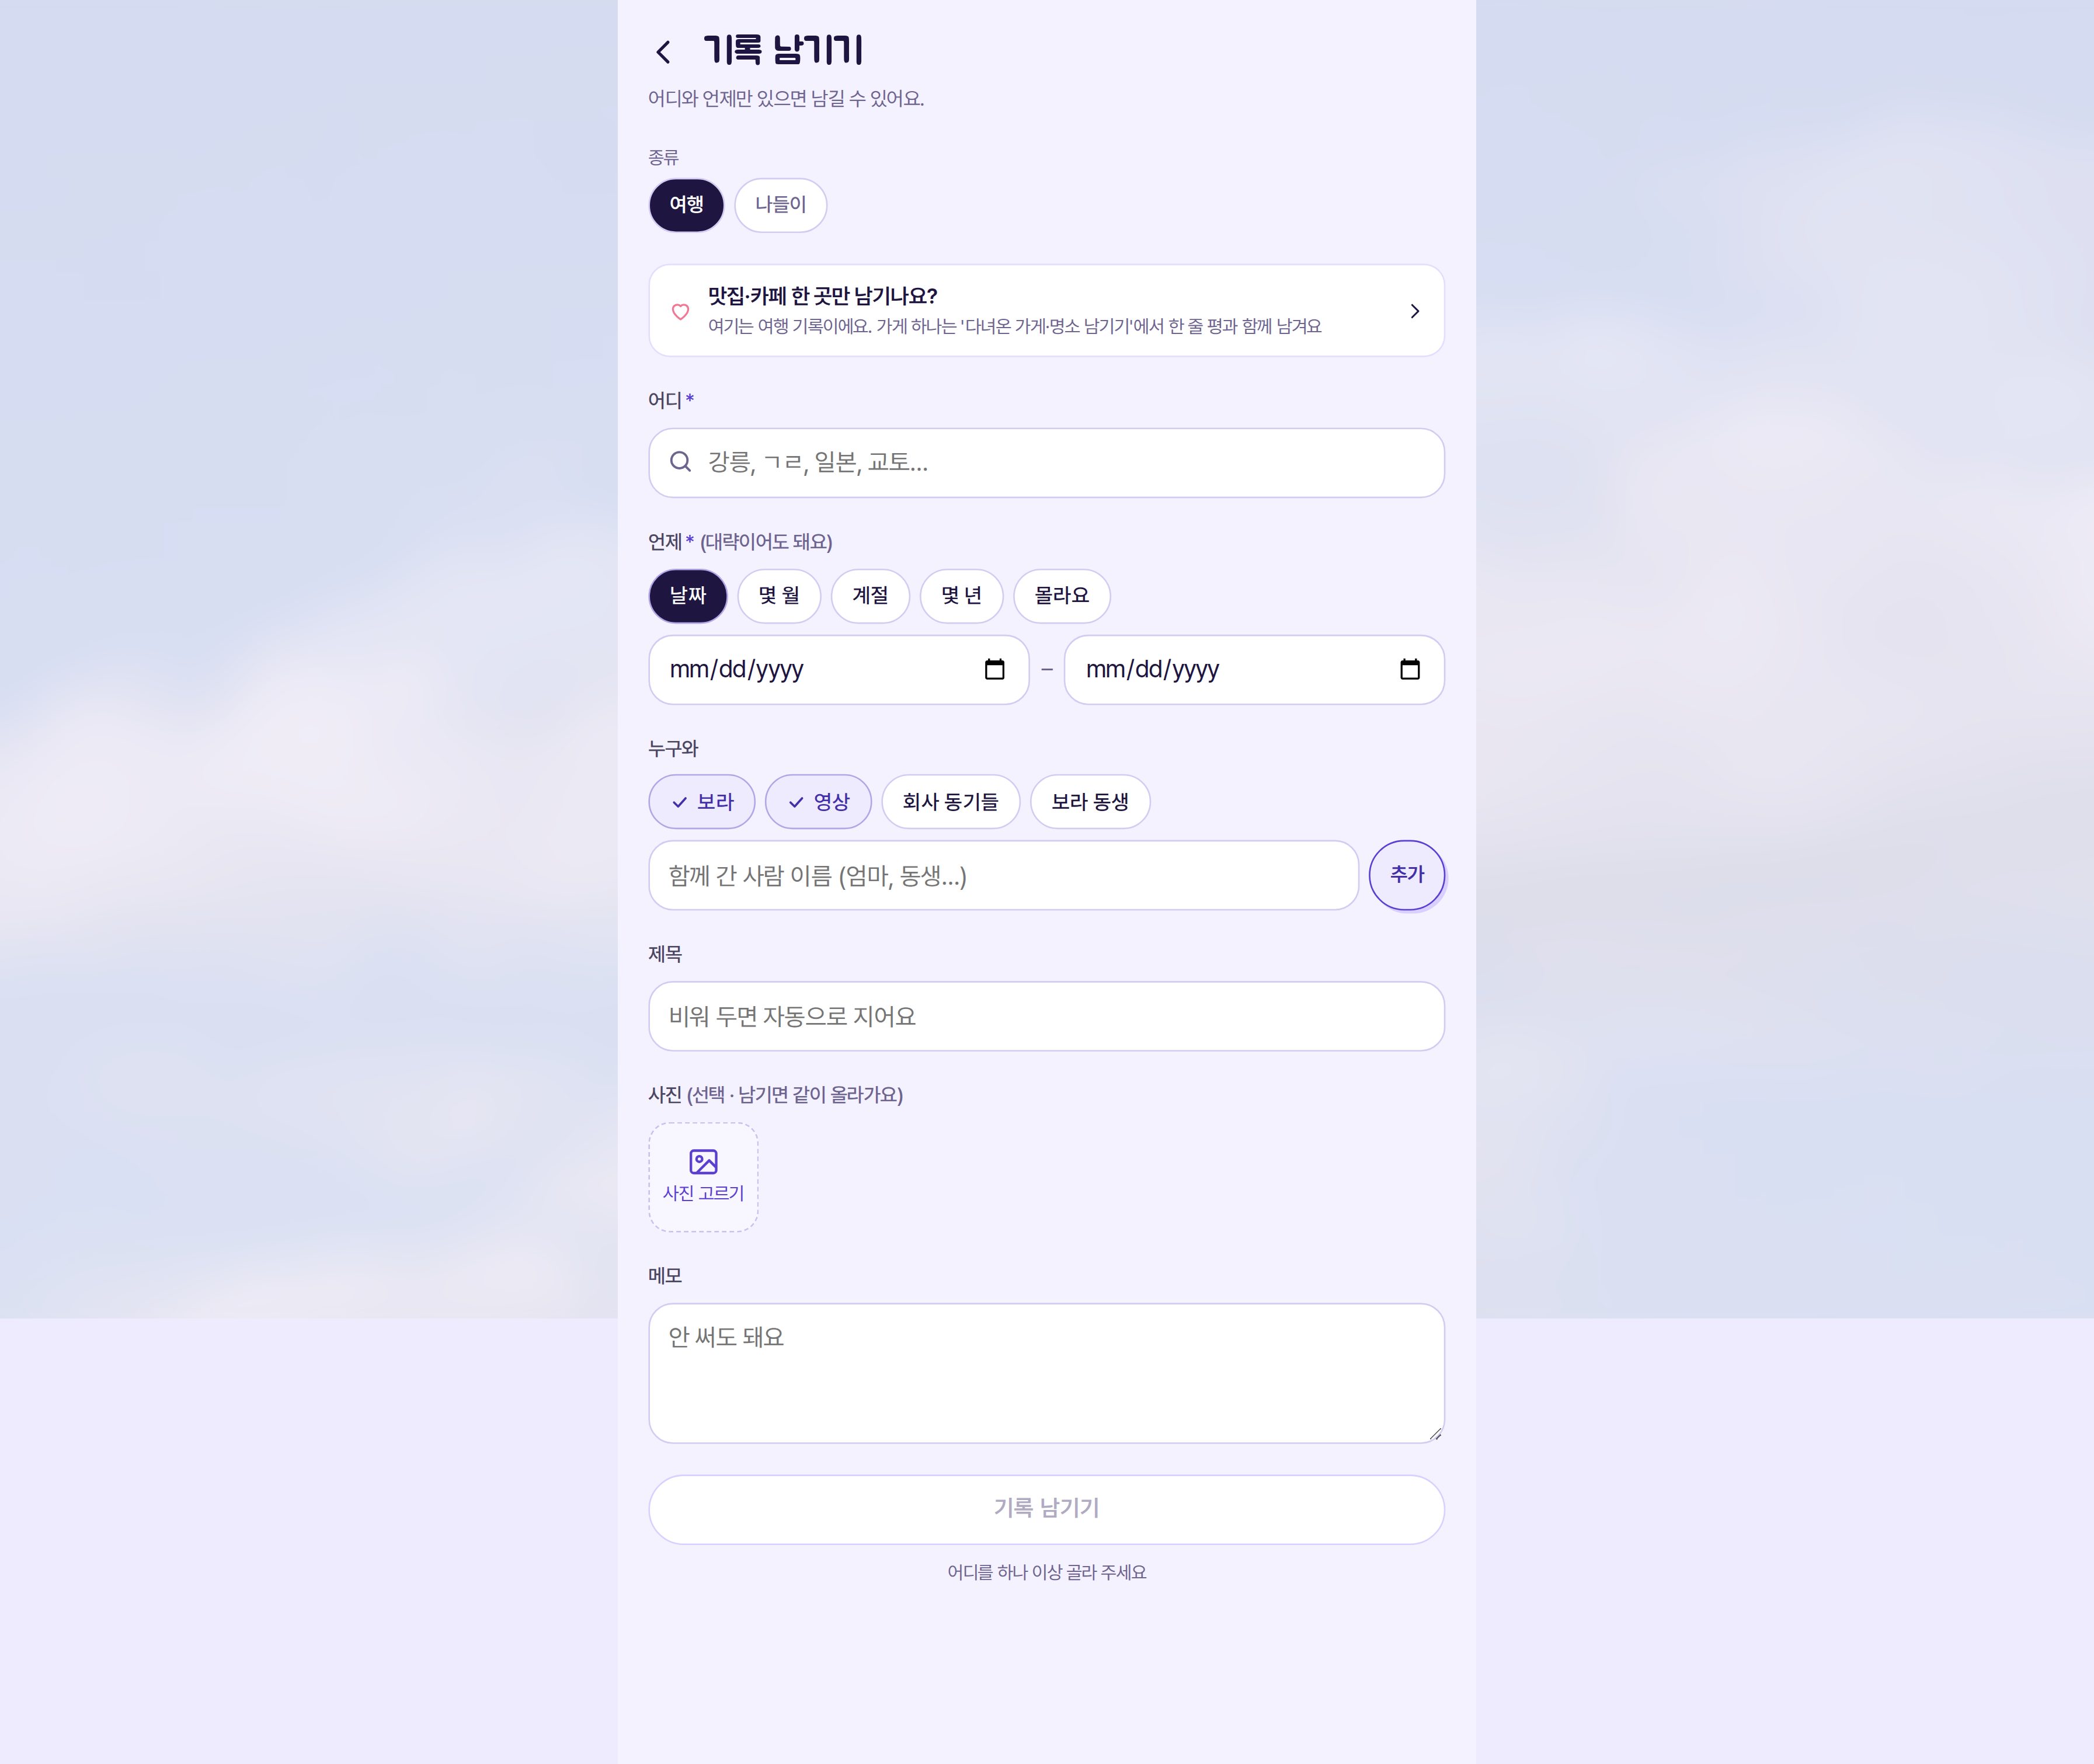 기록 남기기
어디와 언제만 있으면 남길 수 있어요.
종류
여행 나들이
맛집·카페 한 곳만 남기나요?
여기는 여행 기록이에요. 가게 하나는 '다녀온 가게·명소 남기기'에서 한 줄 평과 함께 남겨요
어디 *
강릉, ㄱㄹ, 일본, 교토...
언제 * (대략이어도 돼요)
날짜 몇 월 계절 몇 년 몰라요
mm/dd/yyyy – mm/dd/yyyy
누구와
보라 영상 회사 동기들 보라 동생
함께 간 사람 이름 (엄마, 동생...) 추가
제목
비워 두면 자동으로 지어요
사진 (선택 · 남기면 같이 올라가요)
사진 고르기
메모
안 써도 돼요
기록 남기기
어디를 하나 이상 골라 주세요